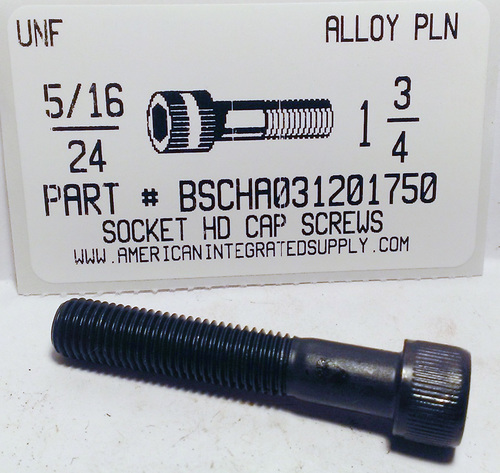 UNF ALLOY PLN
5/16
24
1 3/4
PART # BSCHA031201750
SOCKET HD CAP SCREWS
WWW.AMERICANINTEGRATEDSUPPLY.COM